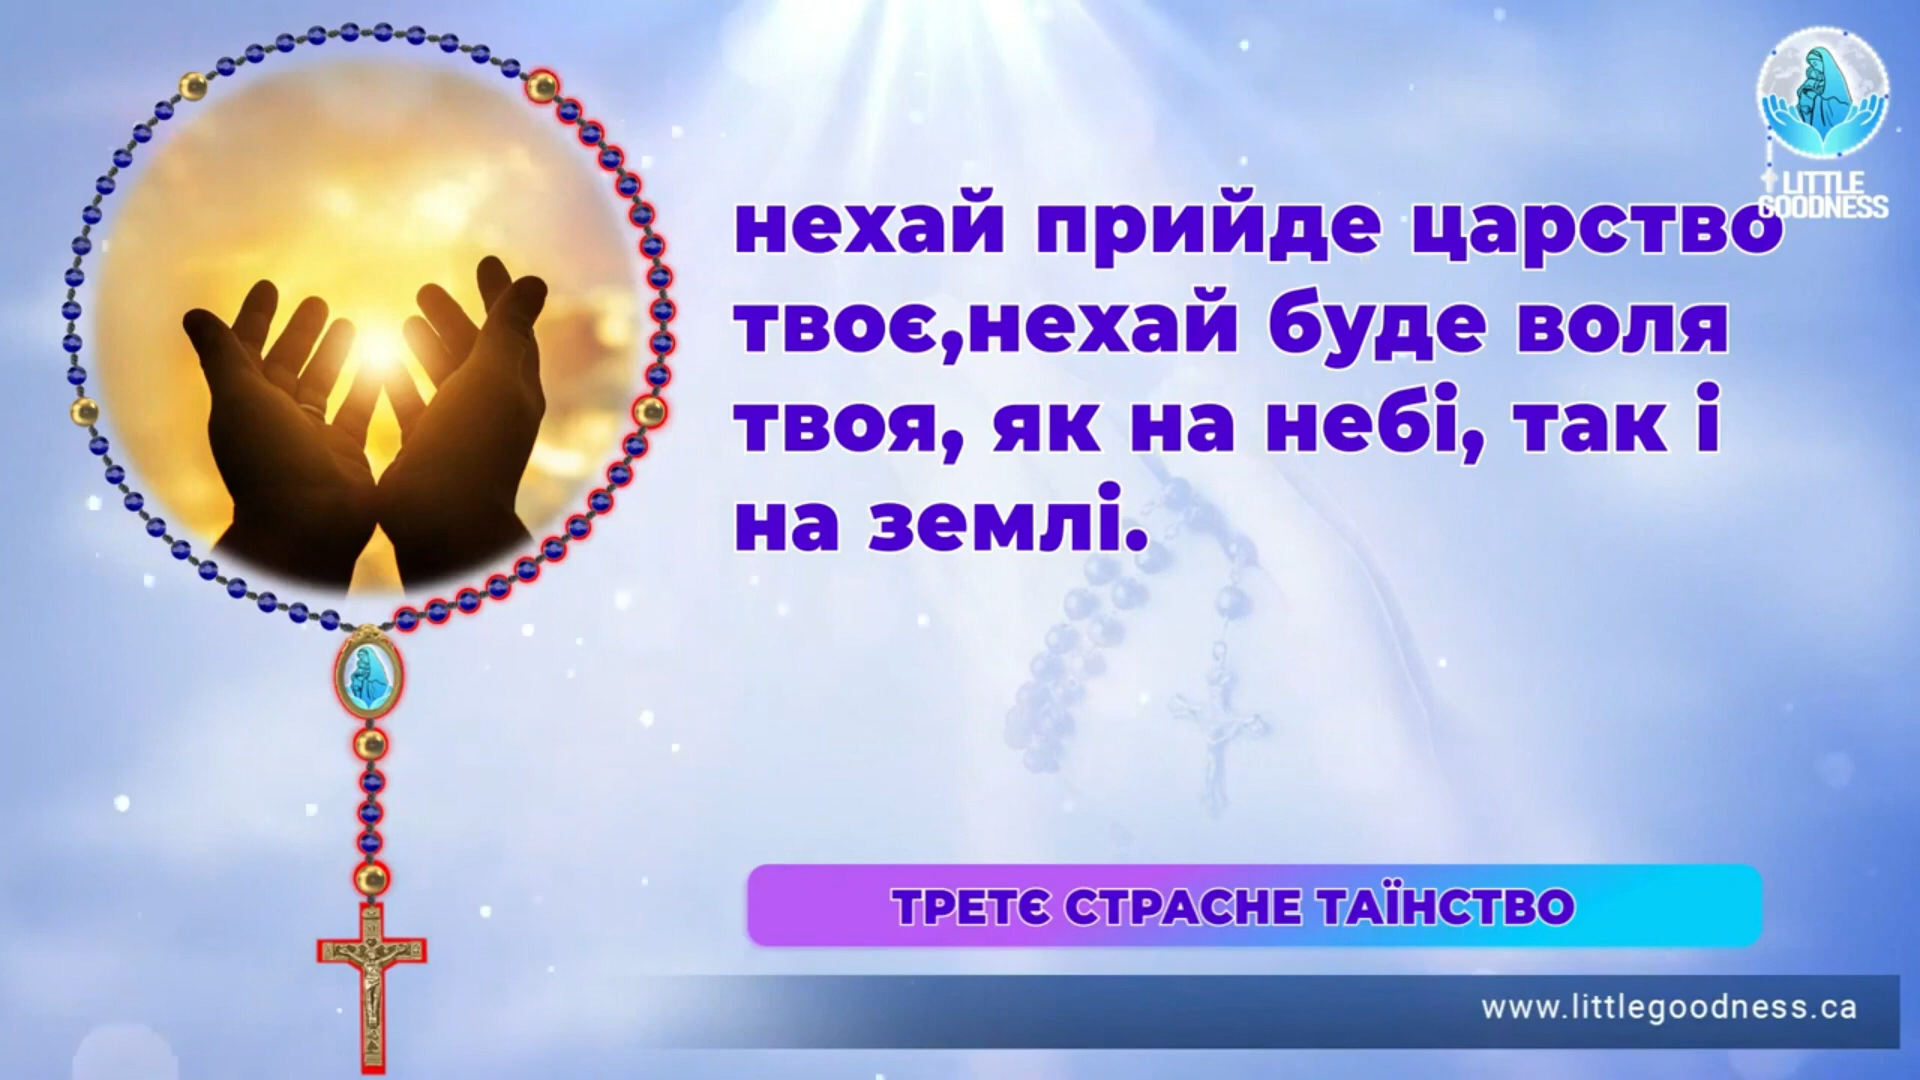 LITTLE
GOODNESS
нехай прийде царство
твоє,нехай буде воля
твоя, як на небі, так і
на землі.
ТРЕТЄ СТРАСНЕ ТАЇНСТВО
www.littlegoodness.ca